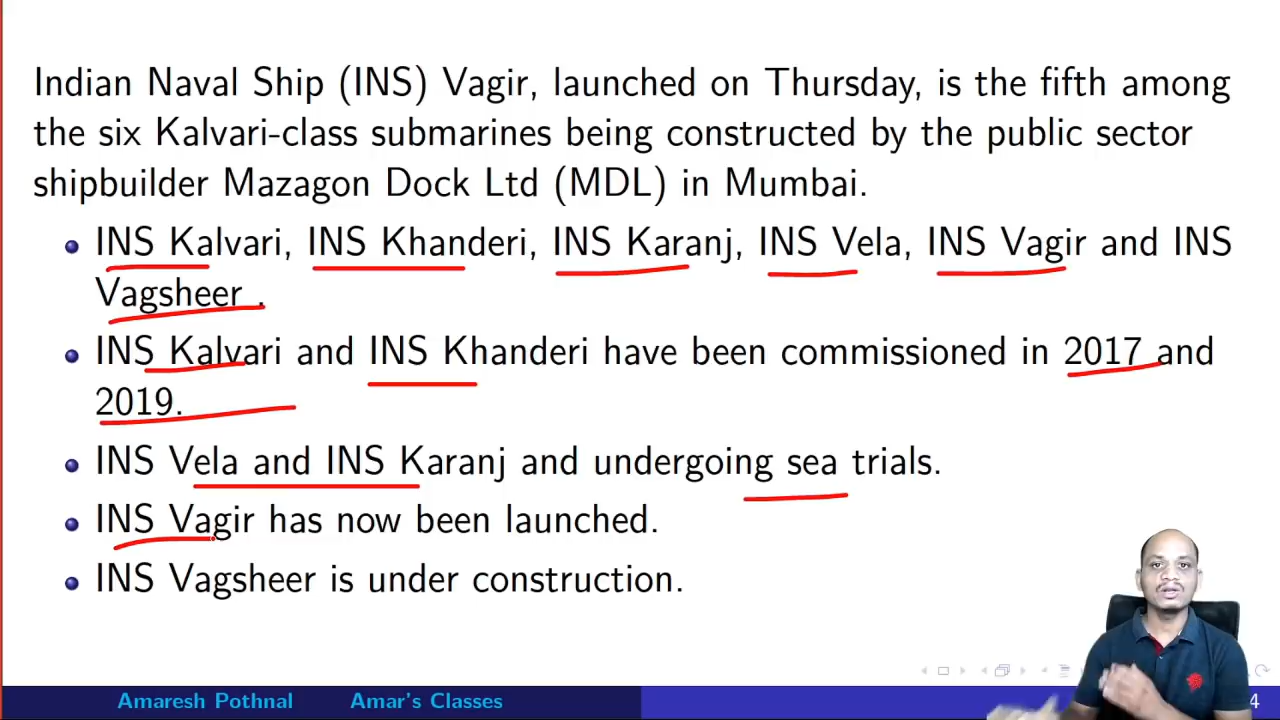 Indian Naval Ship (INS) Vagir, launched on Thursday, is the fifth among
the six Kalvari-class submarines being constructed by the public sector
shipbuilder Mazagon Dock Ltd (MDL) in Mumbai.
INS Kalvari, INS Khanderi, INS Karanj, INS Vela, INS Vagir and INS
Vagsheer .
INS Kalvari and INS Khanderi have been commissioned in 2017 and
2019.
INS Vela and INS Karanj and undergoing sea trials.
INS Vagir has now been launched.
INS Vagsheer is under construction.
Amaresh Pothnal Amar's Classes 4